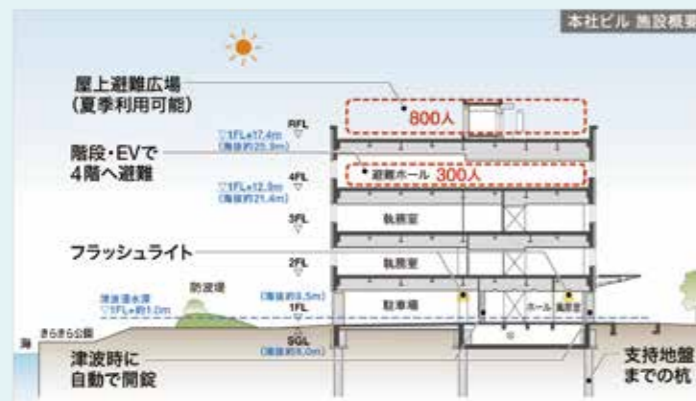 本社ビル 施設概要
屋上避難広場
(夏季利用可能)
800人
RFL
▽1FL+17.4m
(海抜約25.9m)
階段・EVで
4階へ避難
避難ホール 300人
4FL
▽1FL+12.9m
(海抜約21.4m)
3FL
執務室
フラッシュライト
2FL
執務室
防波堤
津波浸水深
▽1FL+約1.0m
(海抜約8.5m)
1FL
駐車場
ホール
風除室
海
きらきら公園
SGL
(海抜約8.0m)
津波時に
自動で開錠
支持地盤
までの杭